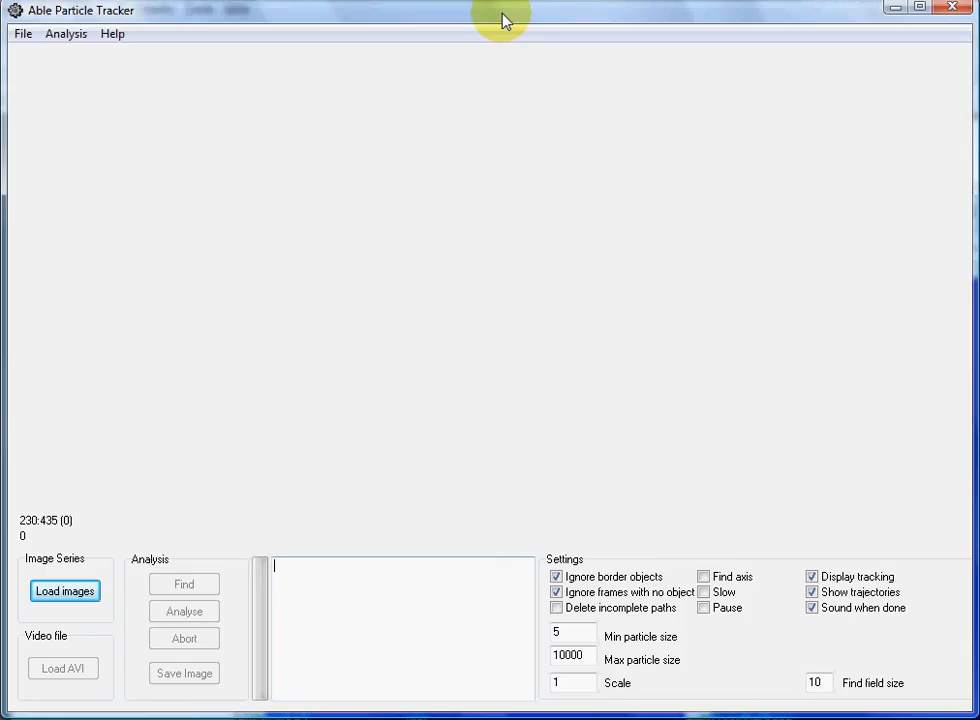 Able Particle Tracker
File Analysis Help
230:435 (0)
0
Image Series
Load images
Video file
Load AVI
Analysis
Find
Analyse
Abort
Save Image
Settings
Ignore border objects
Find axis
Display tracking
Ignore frames with no object
Slow
Show trajectories
Delete incomplete paths
Pause
Sound when done
5 Min particle size
10000 Max particle size
1 Scale
10 Find field size